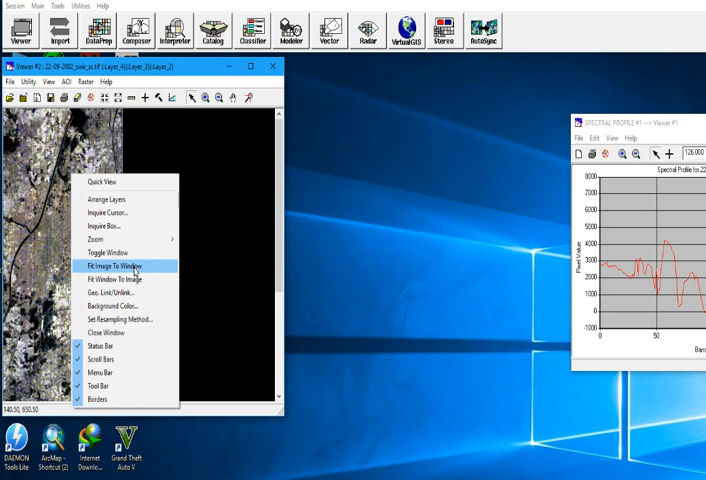 Session Main Tools Utilities Help
Viewer Import DataPrep Composer Interpreter Catalog Classifier Modeler Vector Radar VirtualGIS Stereo AutoSync
Viewer #2 : 22-09-2002_swir_ss.tif (:Layer_4)(:Layer_3)(:Layer_2)
File Utility View AOI Raster Help
Quick View
Arrange Layers
Inquire Cursor...
Inquire Box...
Zoom
Toggle Window
Fit Image To Window
Fit Window To Image
Geo. Link/Unlink...
Background Color...
Set Resampling Method...
Close Window
Status Bar
Scroll Bars
Menu Bar
Tool Bar
Borders
140.50, 650.50
SPECTRAL PROFILE #1 --> Viewer #1
File Edit View Help
126.000
Spectral Profile for 22
8000
7000
6000
5000
4000
3000
2000
1000
0
-1000
Pixel Value
0 50
Ban
DAEMON
Tools Lite
ArcMap -
Shortcut (2)
Internet
Downlo...
Grand Theft
Auto V